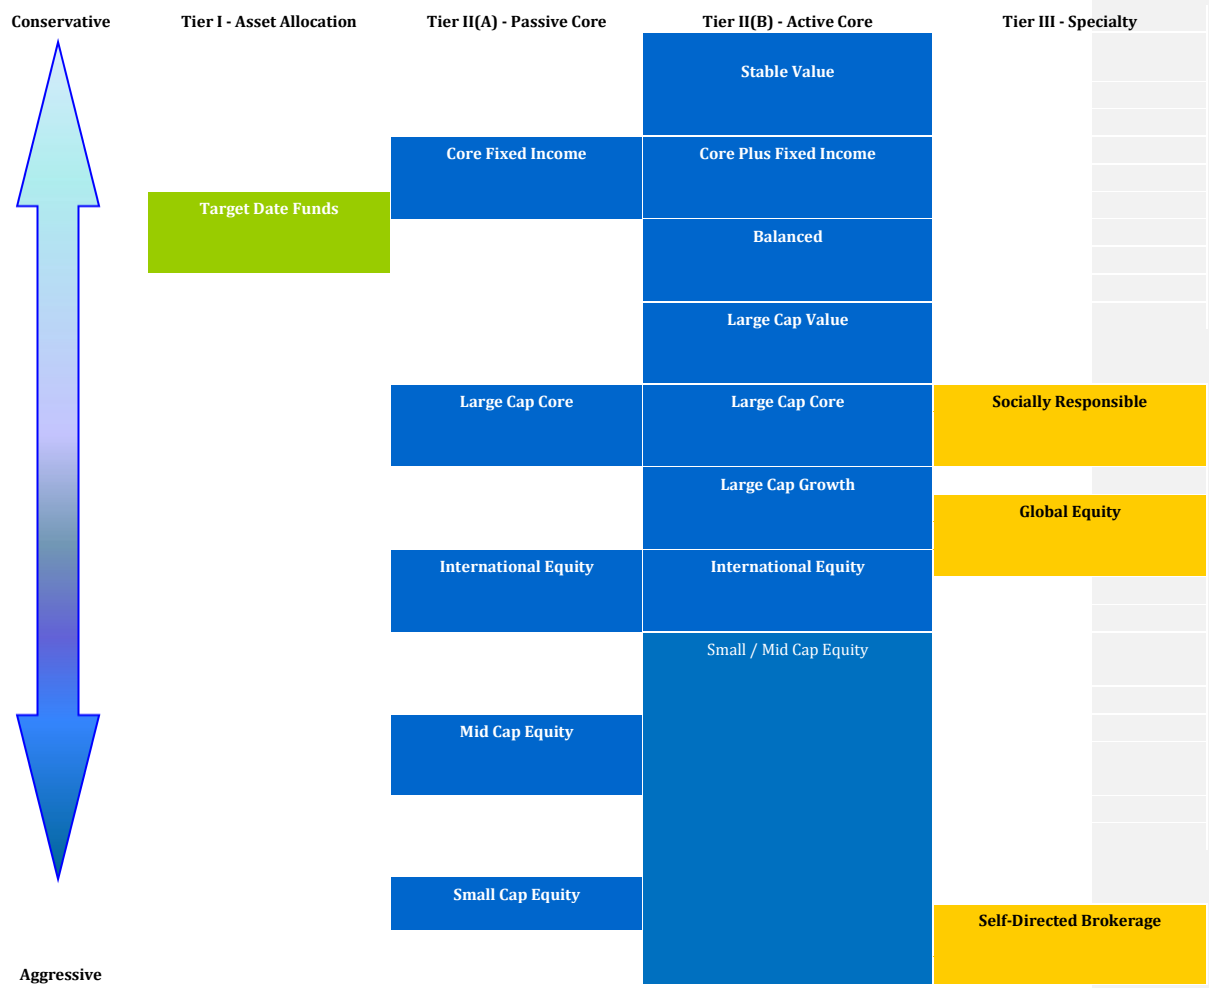 Conservative
Tier I - Asset Allocation
Tier II(A) - Passive Core
Tier II(B) - Active Core
Tier III - Specialty
Stable Value
Core Fixed Income
Core Plus Fixed Income
Target Date Funds
Balanced
Large Cap Value
Large Cap Core
Large Cap Core
Socially Responsible
Large Cap Growth
Global Equity
International Equity
International Equity
Small / Mid Cap Equity
Mid Cap Equity
Small Cap Equity
Self-Directed Brokerage
Aggressive